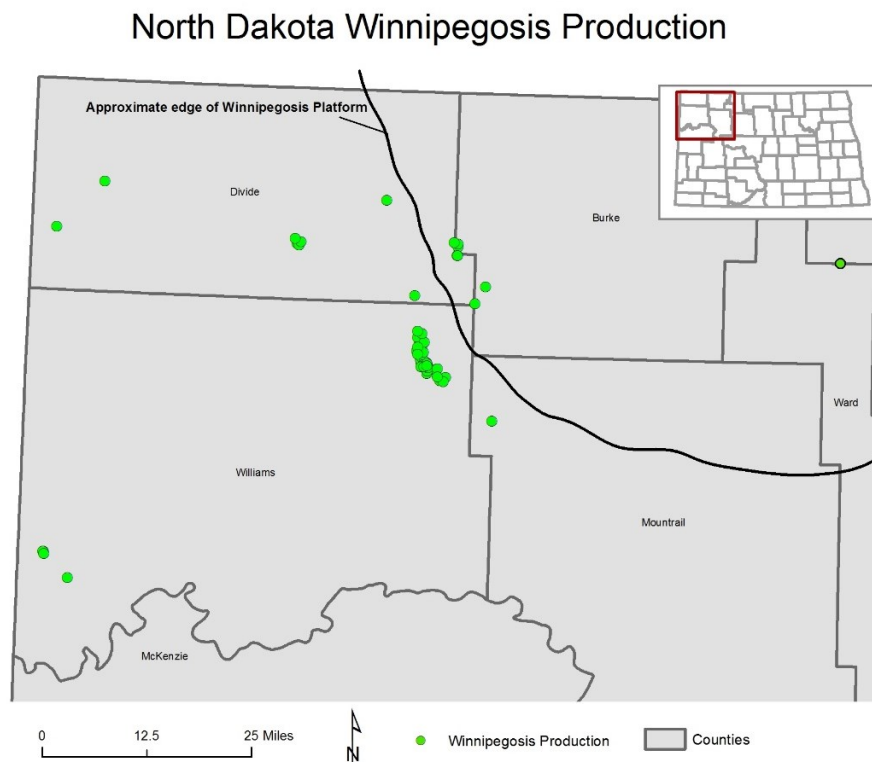 North Dakota Winnipegosis Production
Approximate edge of Winnipegosis Platform
Divide
Burke
Ward
Williams
Mountrail
McKenzie
0 12.5 25 Miles
N
Winnipegosis Production
Counties